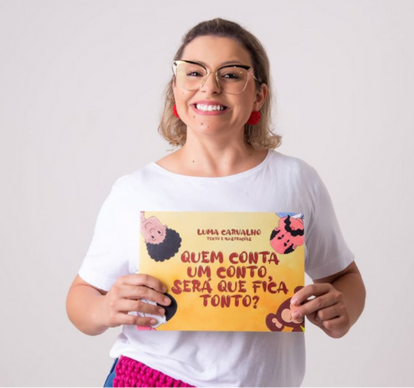 LUMA CARVALHO
TEXTO E ILUSTRAÇÕES
QUEM CONTA
UM CONTO,
SERÁ QUE FICA
TONTO?